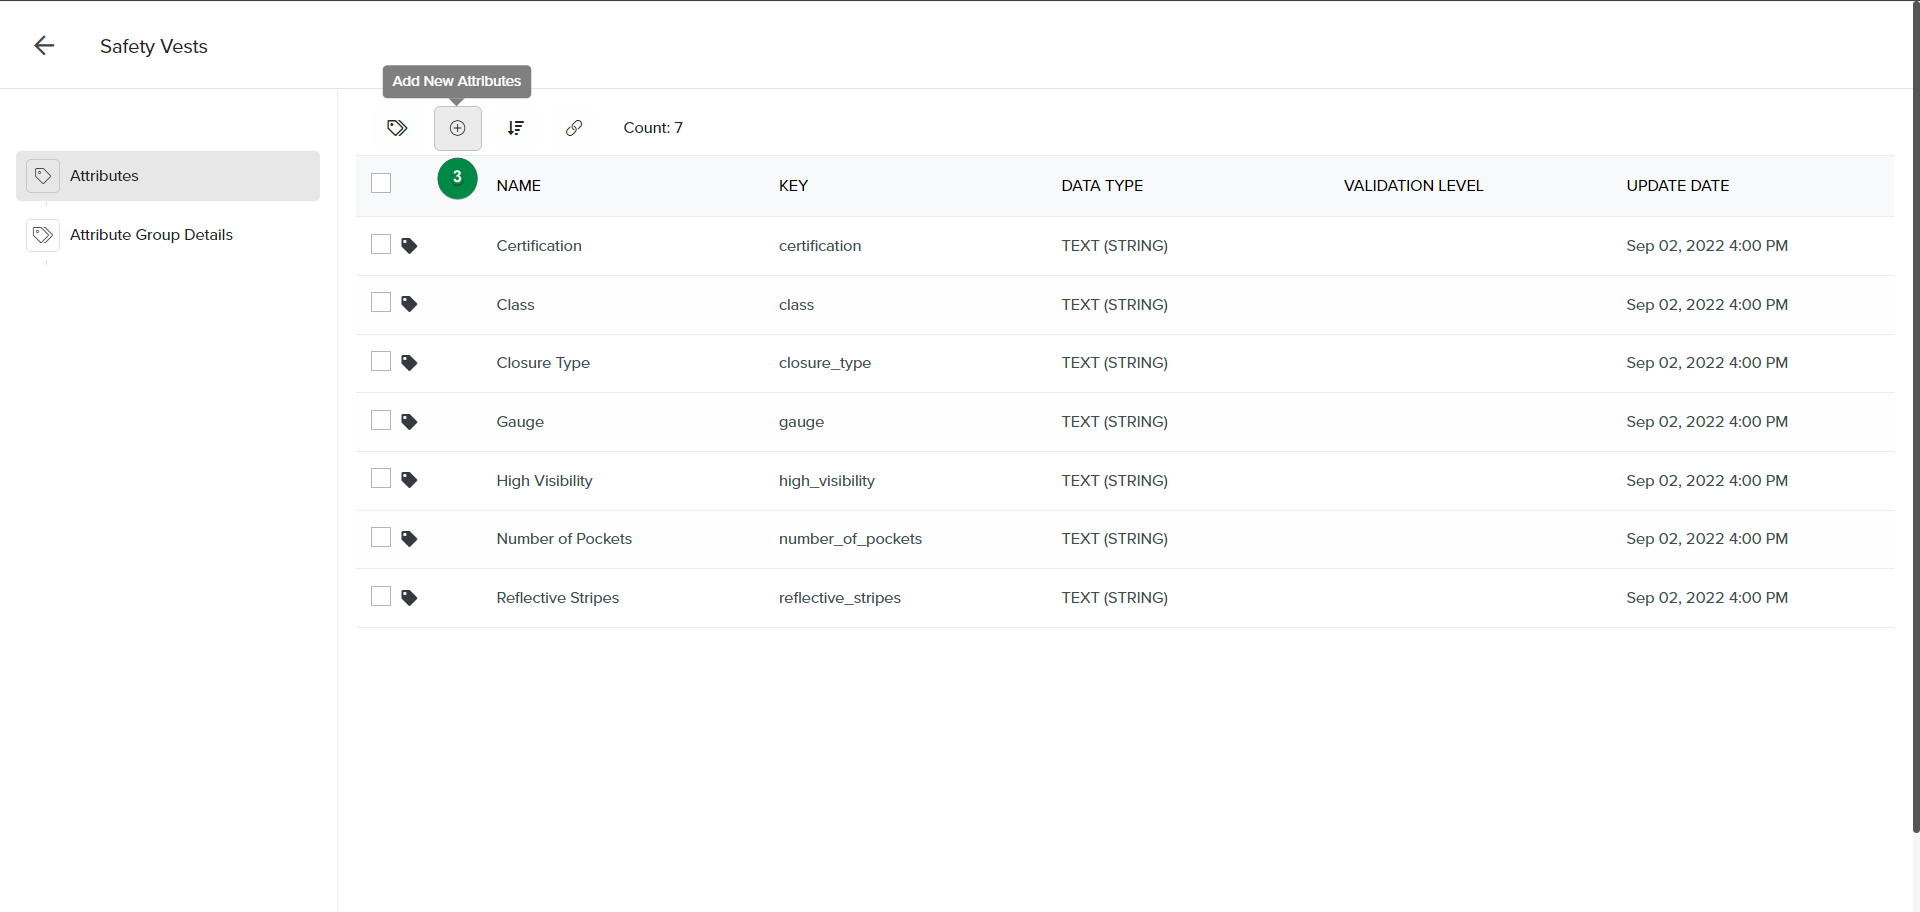 Safety Vests
Add New Attributes
Count: 7
Attributes
Attribute Group Details
3
NAME KEY DATA TYPE VALIDATION LEVEL UPDATE DATE
Certification certification TEXT (STRING) Sep 02, 2022 4:00 PM
Class class TEXT (STRING) Sep 02, 2022 4:00 PM
Closure Type closure_type TEXT (STRING) Sep 02, 2022 4:00 PM
Gauge gauge TEXT (STRING) Sep 02, 2022 4:00 PM
High Visibility high_visibility TEXT (STRING) Sep 02, 2022 4:00 PM
Number of Pockets number_of_pockets TEXT (STRING) Sep 02, 2022 4:00 PM
Reflective Stripes reflective_stripes TEXT (STRING) Sep 02, 2022 4:00 PM